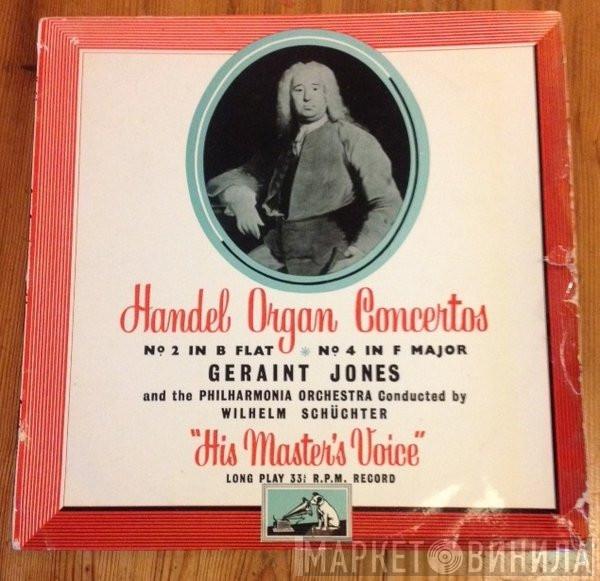 Handel Organ Concertos
Nº 2 IN B FLAT * Nº 4 IN F MAJOR
GERAINT JONES
and the PHILHARMONIA ORCHESTRA Conducted by
WILHELM SCHÜCHTER
"His Master's Voice"
LONG PLAY 33⅓ R.P.M. RECORD
МАРКЕТ ВИНИЛА